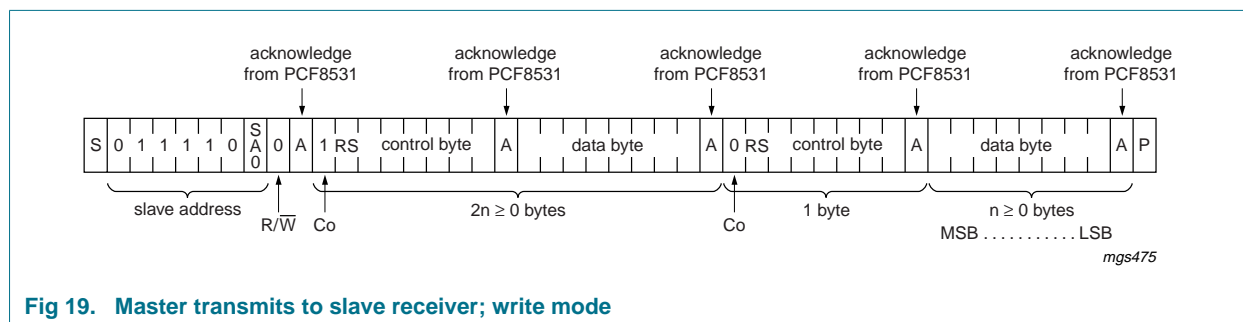 acknowledge acknowledge acknowledge acknowledge acknowledge
from PCF8531 from PCF8531 from PCF8531 from PCF8531 from PCF8531
S 0 1 1 1 1 0 SA0 0 A 1 RS control byte A data byte A 0 RS control byte A data byte A P
slave address R/W̅ Co 2n ≥ 0 bytes Co 1 byte n ≥ 0 bytes
MSB . . . . . . . . . . . LSB
mgs475
Fig 19. Master transmits to slave receiver; write mode